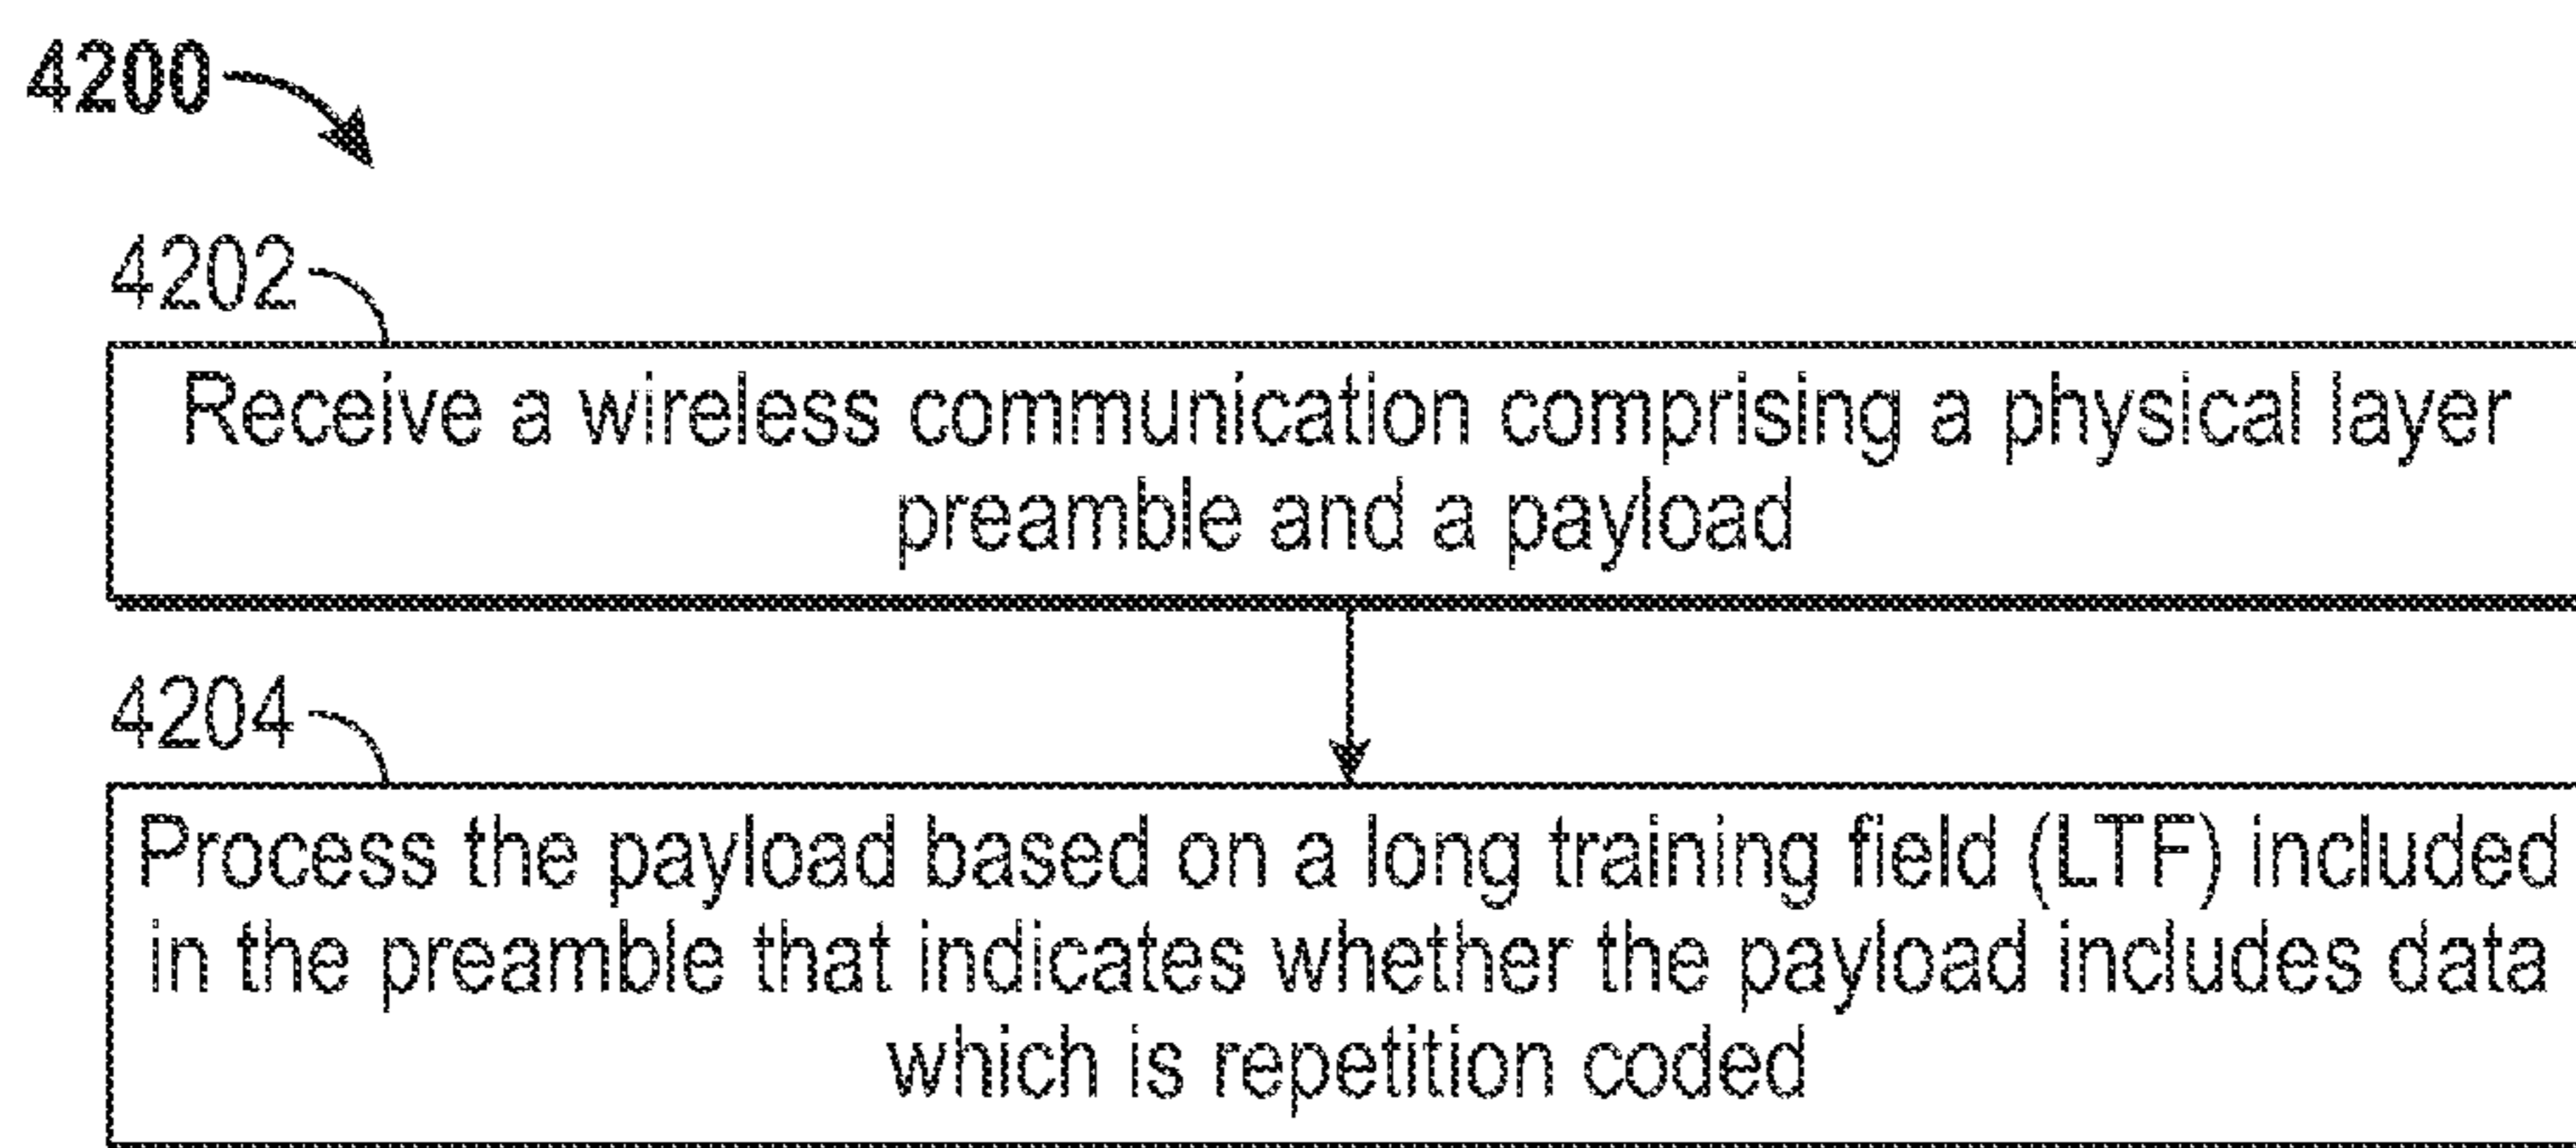 4200
4202
Receive a wireless communication comprising a physical layer
preamble and a payload
4204
Process the payload based on a long training field (LTF) included
in the preamble that indicates whether the payload includes data
which is repetition coded